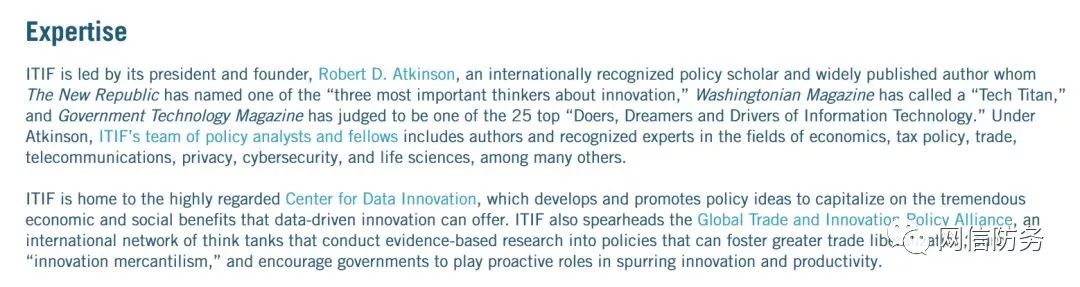 Expertise
ITIF is led by its president and founder, Robert D. Atkinson, an internationally recognized policy scholar and widely published author whom
The New Republic has named one of the “three most important thinkers about innovation,” Washingtonian Magazine has called a “Tech Titan,”
and Government Technology Magazine has judged to be one of the 25 top “Doers, Dreamers and Drivers of Information Technology.” Under
Atkinson, ITIF’s team of policy analysts and fellows includes authors and recognized experts in the fields of economics, tax policy, trade,
telecommunications, privacy, cybersecurity, and life sciences, among many others.
ITIF is home to the highly regarded Center for Data Innovation, which develops and promotes policy ideas to capitalize on the tremendous
economic and social benefits that data-driven innovation can offer. ITIF also spearheads the Global Trade and Innovation Policy Alliance, an
international network of think tanks that conduct evidence-based research into policies that can foster greater trade
“innovation mercantilism,” and encourage governments to play proactive roles in spurring innovation and productivity.
网信防务